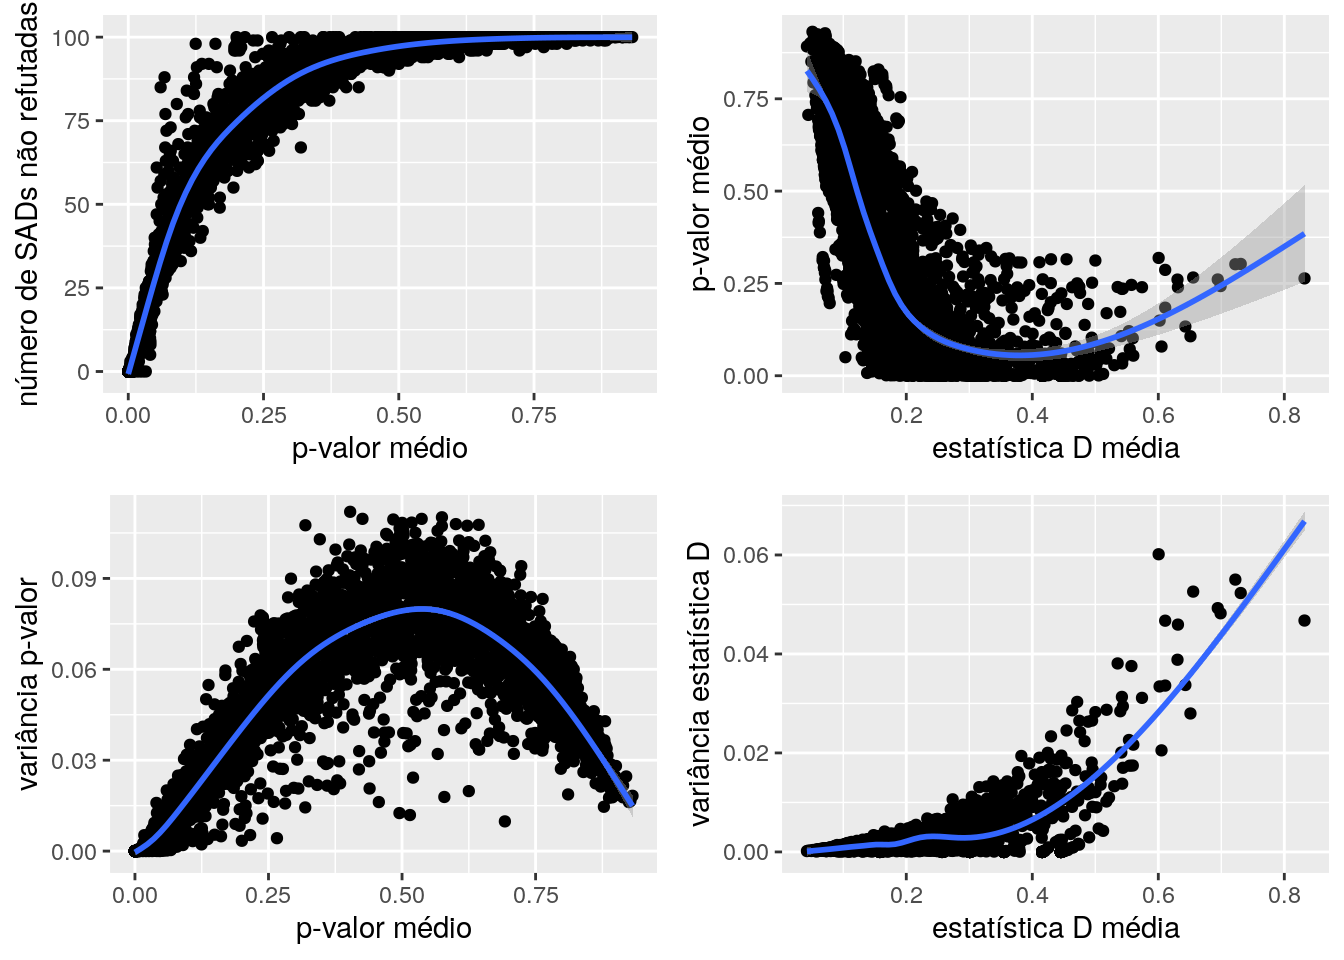 número de SADs não refutadas
100
75
50
25
0
0.00 0.25 0.50 0.75
p-valor médio
p-valor médio
0.75
0.50
0.25
0.00
0.2 0.4 0.6 0.8
estatística D média
variância p-valor
0.09
0.06
0.03
0.00
0.00 0.25 0.50 0.75
p-valor médio
variância estatística D
0.06
0.04
0.02
0.00
0.2 0.4 0.6 0.8
estatística D média